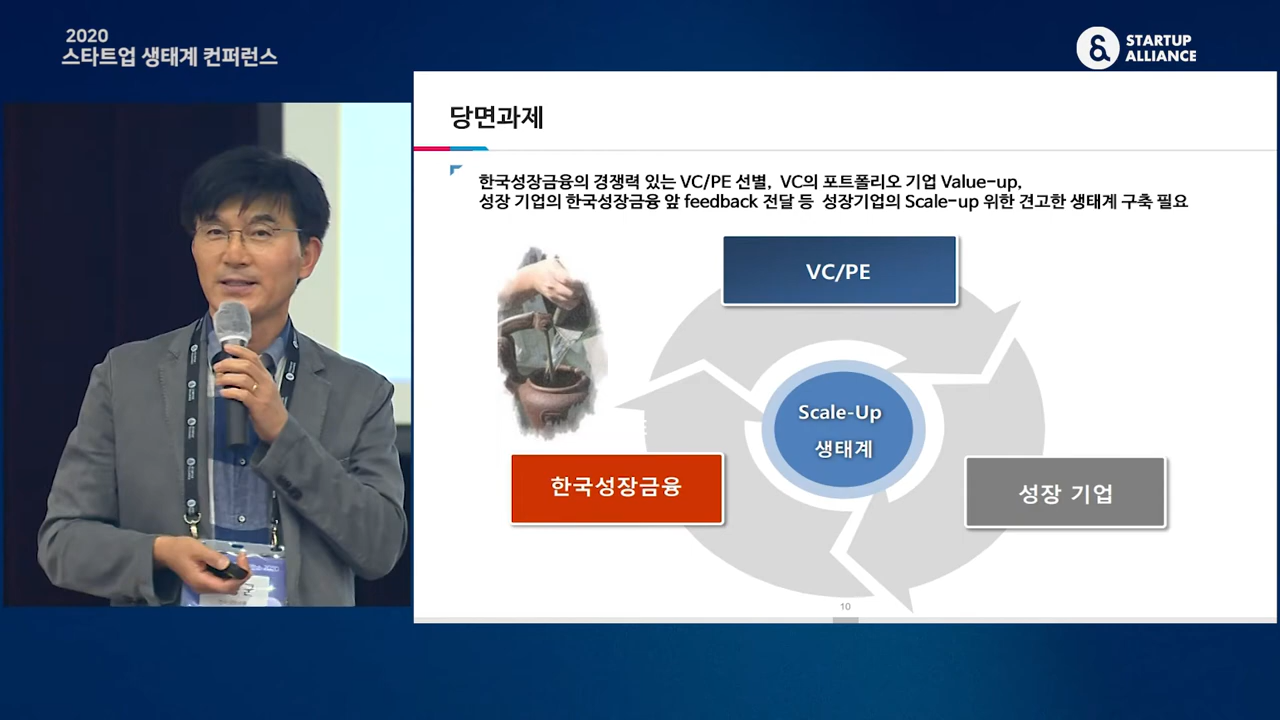 2020
스타트업 생태계 컨퍼런스
STARTUP
ALLIANCE
당면과제
한국성장금융의 경쟁력 있는 VC/PE 선별, VC의 포트폴리오 기업 Value-up,
성장 기업의 한국성장금융 앞 feedback 전달 등 성장기업의 Scale-up 위한 견고한 생태계 구축 필요
VC/PE
Scale-Up
생태계
한국성장금융
성장 기업
10